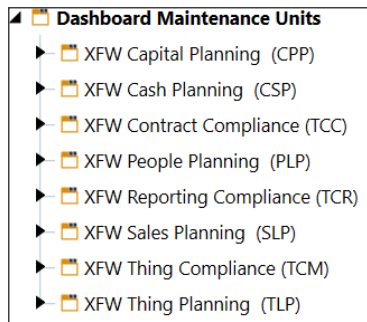 Dashboard Maintenance Units
XFW Capital Planning (CPP)
XFW Cash Planning (CSP)
XFW Contract Compliance (TCC)
XFW People Planning (PLP)
XFW Reporting Compliance (TCR)
XFW Sales Planning (SLP)
XFW Thing Compliance (TCM)
XFW Thing Planning (TLP)